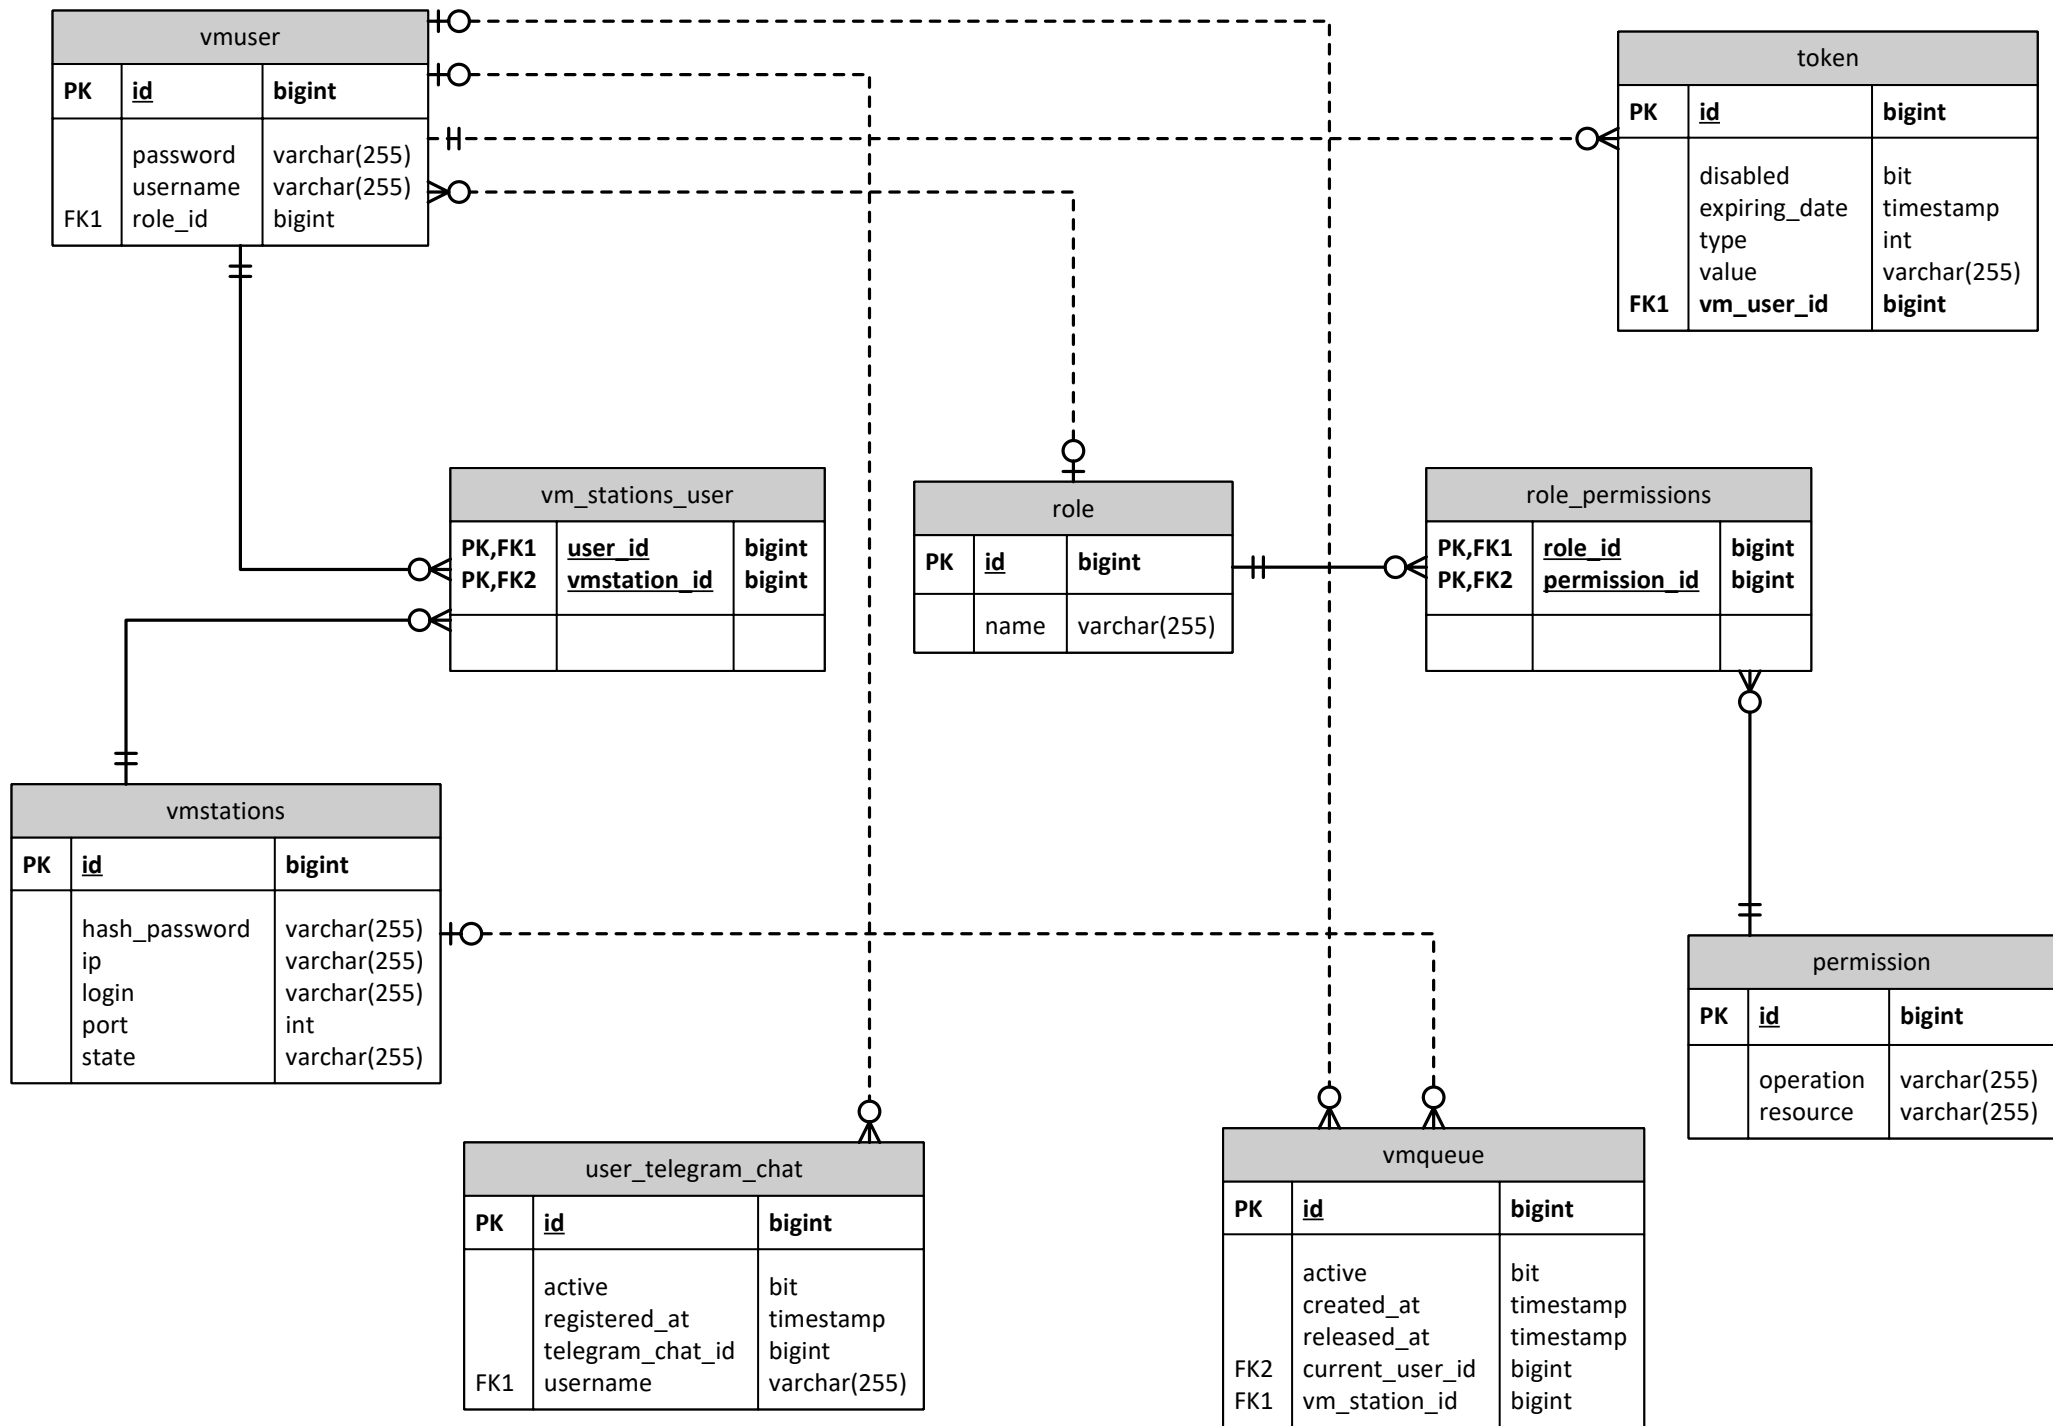 vmuser
PK id bigint
password varchar(255)
username varchar(255)
FK1 role_id bigint
token
PK id bigint
disabled bit
expiring_date timestamp
type int
value varchar(255)
FK1 vm_user_id bigint
vm_stations_user
PK,FK1 user_id bigint
PK,FK2 vmstation_id bigint
role
PK id bigint
name varchar(255)
role_permissions
PK,FK1 role_id bigint
PK,FK2 permission_id bigint
vmstations
PK id bigint
hash_password varchar(255)
ip varchar(255)
login varchar(255)
port int
state varchar(255)
permission
PK id bigint
operation varchar(255)
resource varchar(255)
user_telegram_chat
PK id bigint
active bit
registered_at timestamp
telegram_chat_id bigint
FK1 username varchar(255)
vmqueue
PK id bigint
active bit
created_at timestamp
released_at timestamp
FK2 current_user_id bigint
FK1 vm_station_id bigint